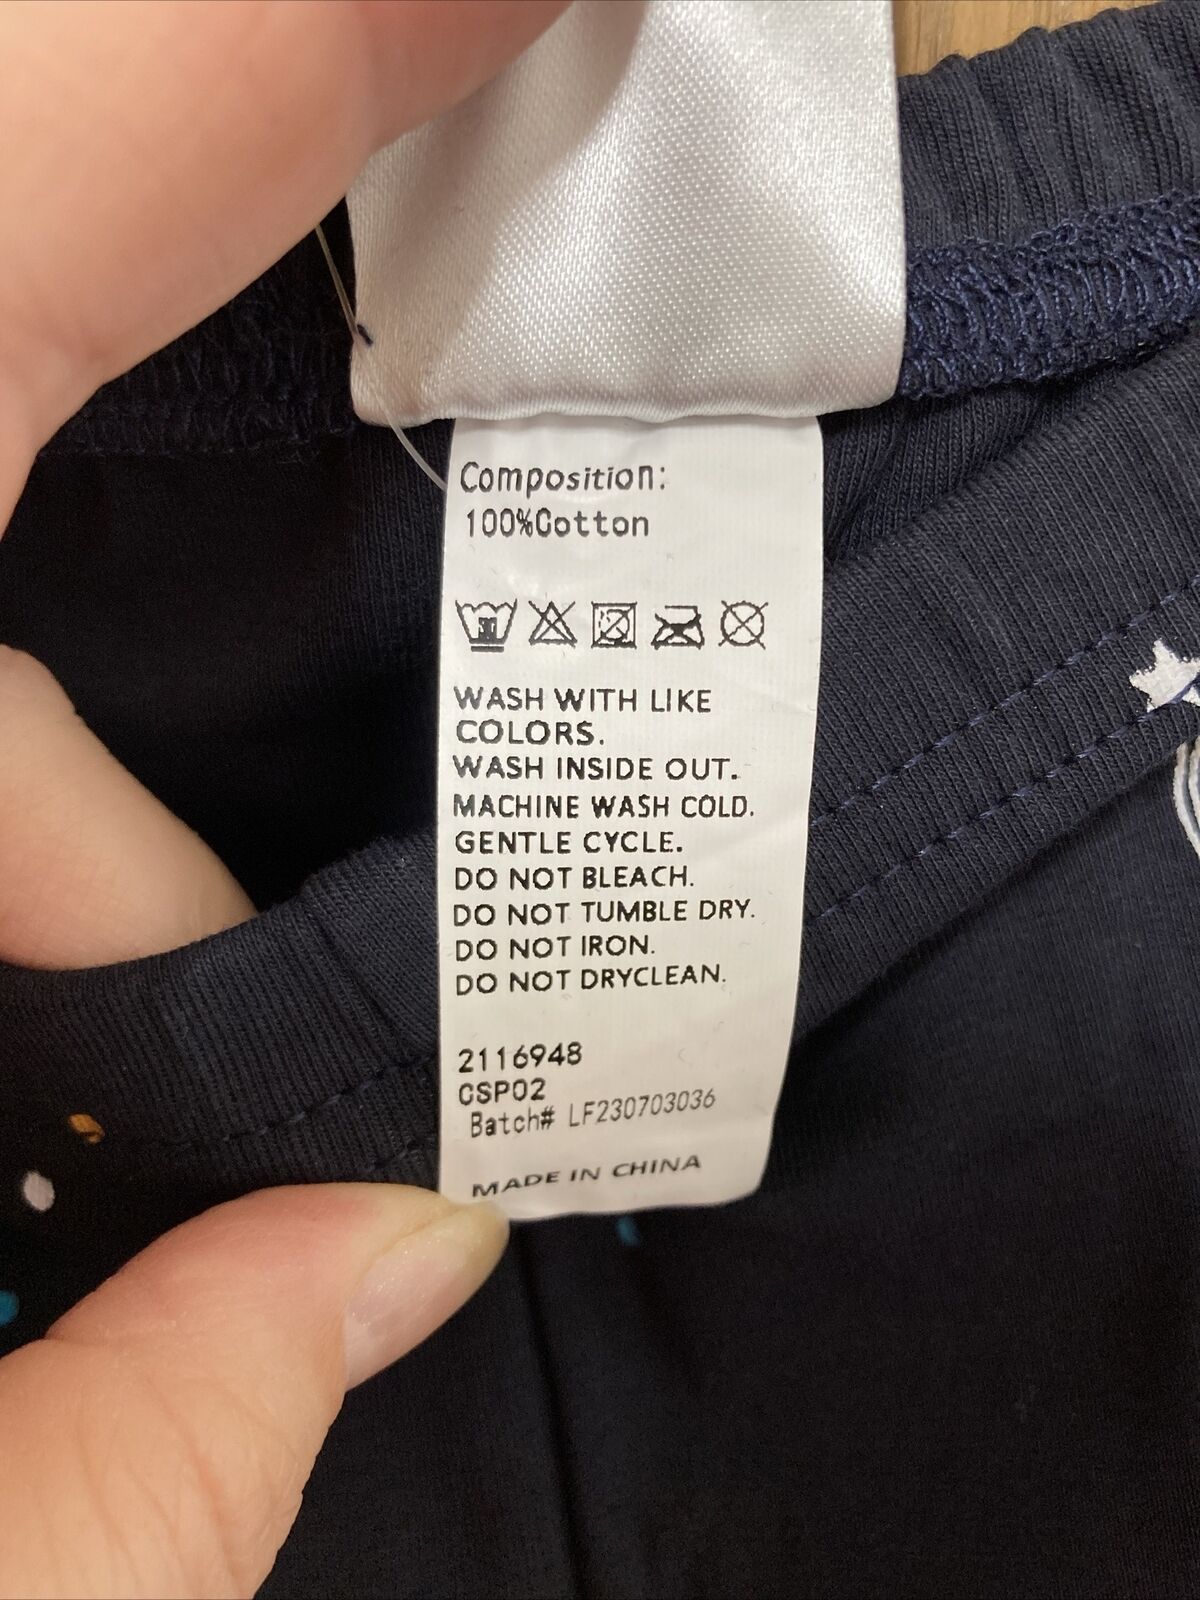 Composition:
100%Cotton
30
WASH WITH LIKE
COLORS.
WASH INSIDE OUT.
MACHINE WASH COLD.
GENTLE CYCLE.
DO NOT BLEACH.
DO NOT TUMBLE DRY.
DO NOT IRON.
DO NOT DRYCLEAN.
2116948
CSP02
Batch# LF230703036
MADE IN CHINA